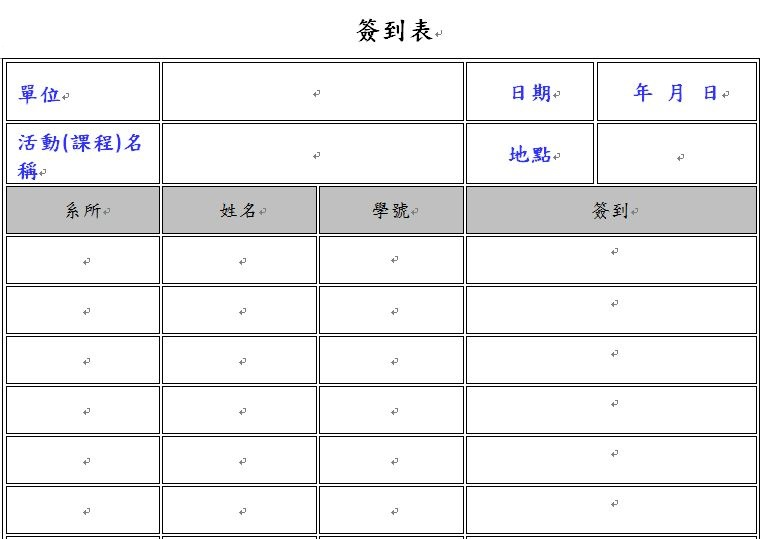 簽到表
單位
日期
年 月 日
活動(課程)名
稱
地點
系所 姓名 學號 簽到